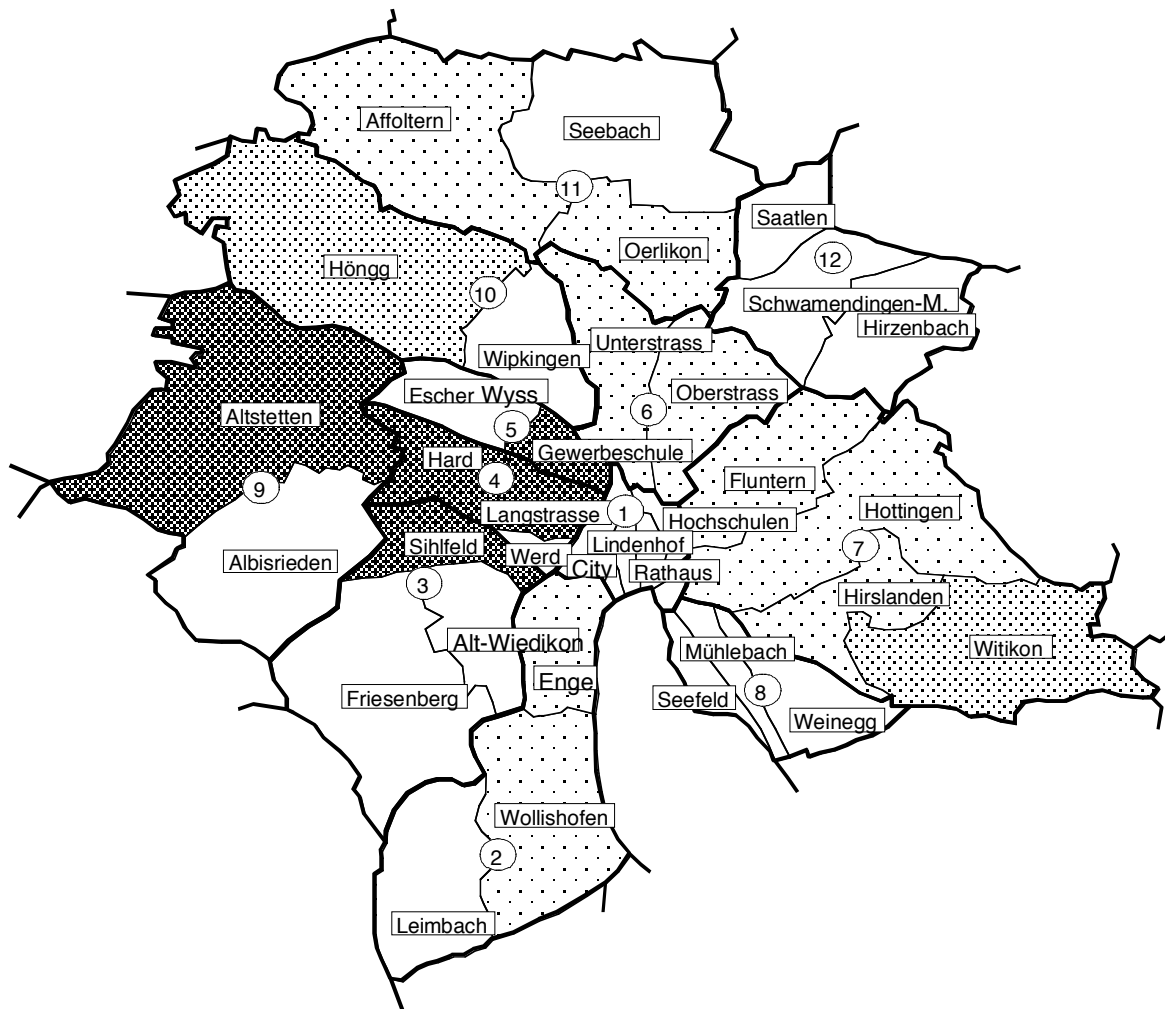 Affoltern
Seebach
11
Saatlen
Oerlikon
12
Höngg
10
Schwamendingen-M.
Hirzenbach
Unterstrass
Wipkingen
Escher Wyss
Oberstrass
Altstetten
6
5
Gewerbeschule
Hard
4
Fluntern
9
Langstrasse
1
Hochschulen
Hottingen
Sihlfeld
Lindenhof
7
Albisrieden
Werd
City
Rathaus
3
Hirslanden
Alt-Wiedikon
Mühlebach
Witikon
Enge
Friesenberg
Seefeld
8
Weinegg
Wollishofen
2
Leimbach